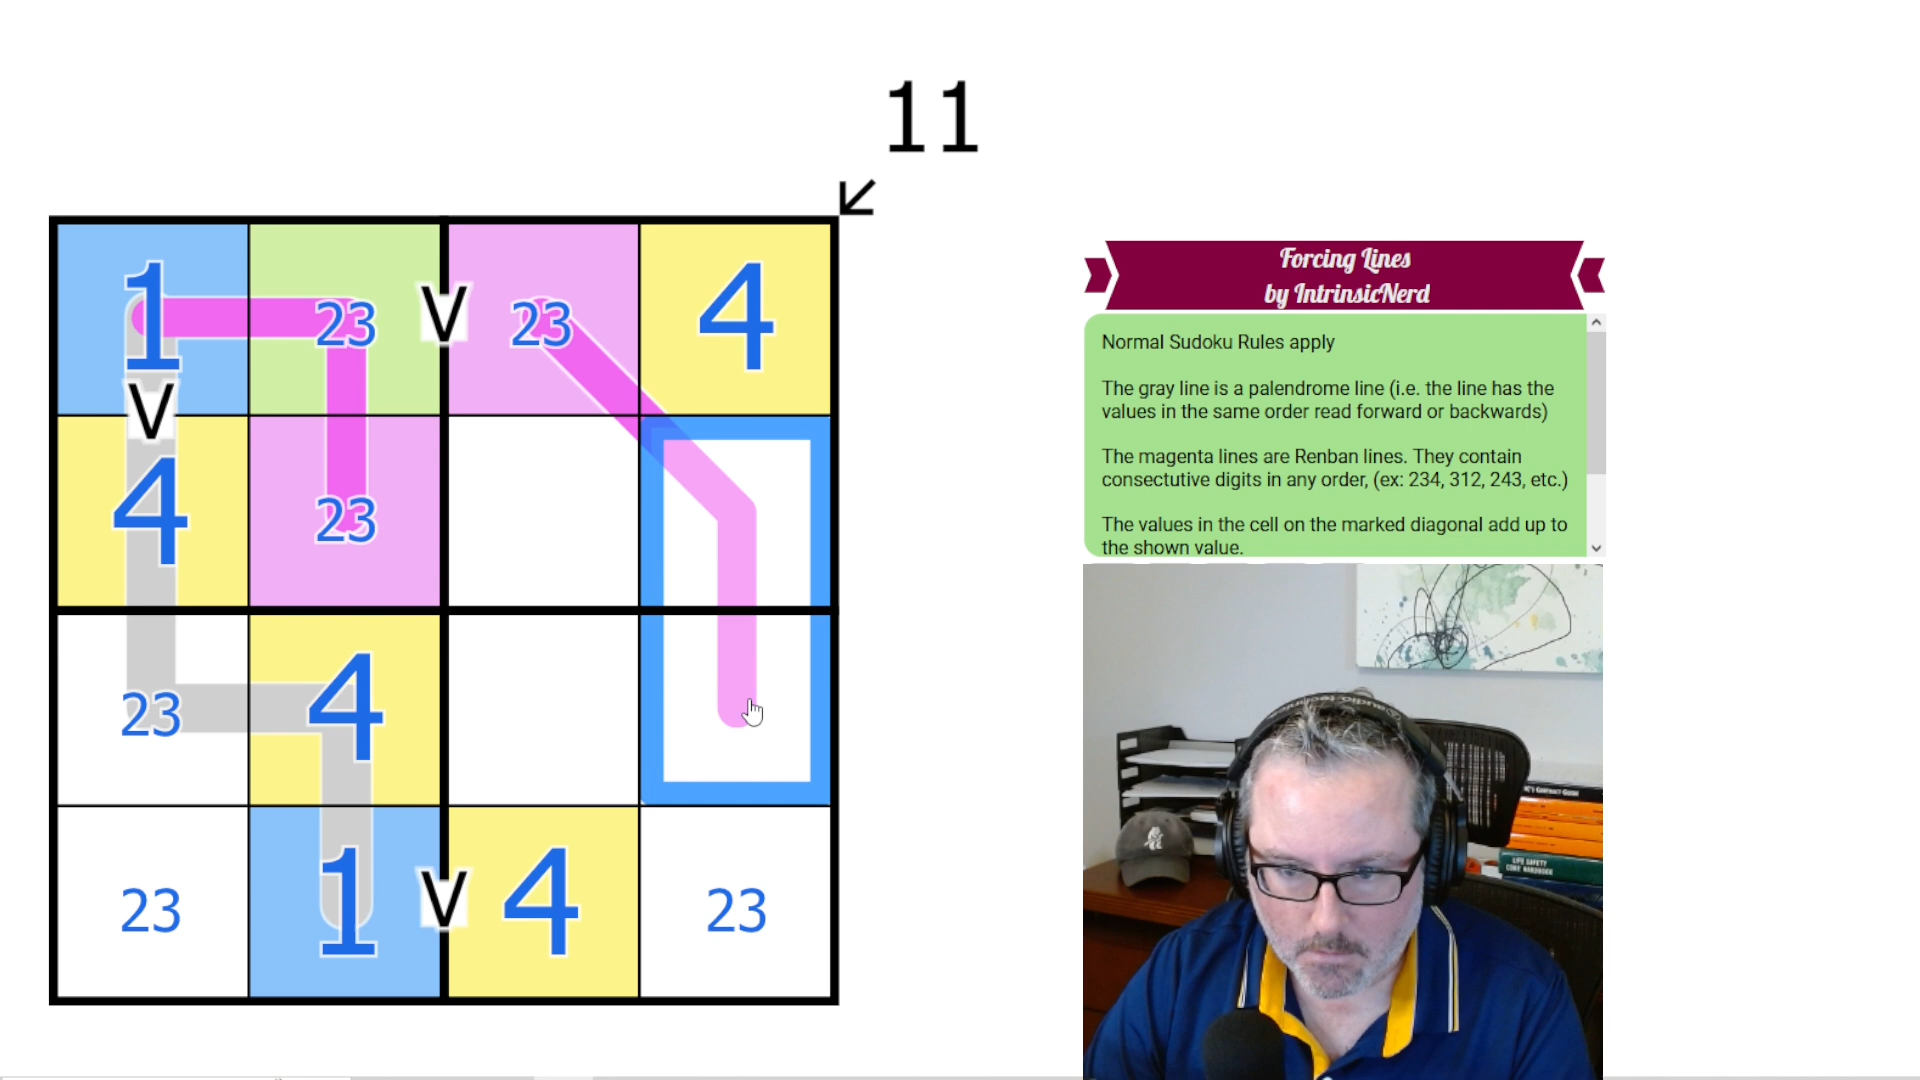 11
1 23 V 23 4
V
4 23
23 4
23 1 V 4 23
Forcing Lines
by IntrinsicNerd
Normal Sudoku Rules apply
The gray line is a palendrome line (i.e. the line has the
values in the same order read forward or backwards)
The magenta lines are Renban lines. They contain
consectutive digits in any order, (ex: 234, 312, 243, etc.)
The values in the cell on the marked diagonal add up to
the shown value.